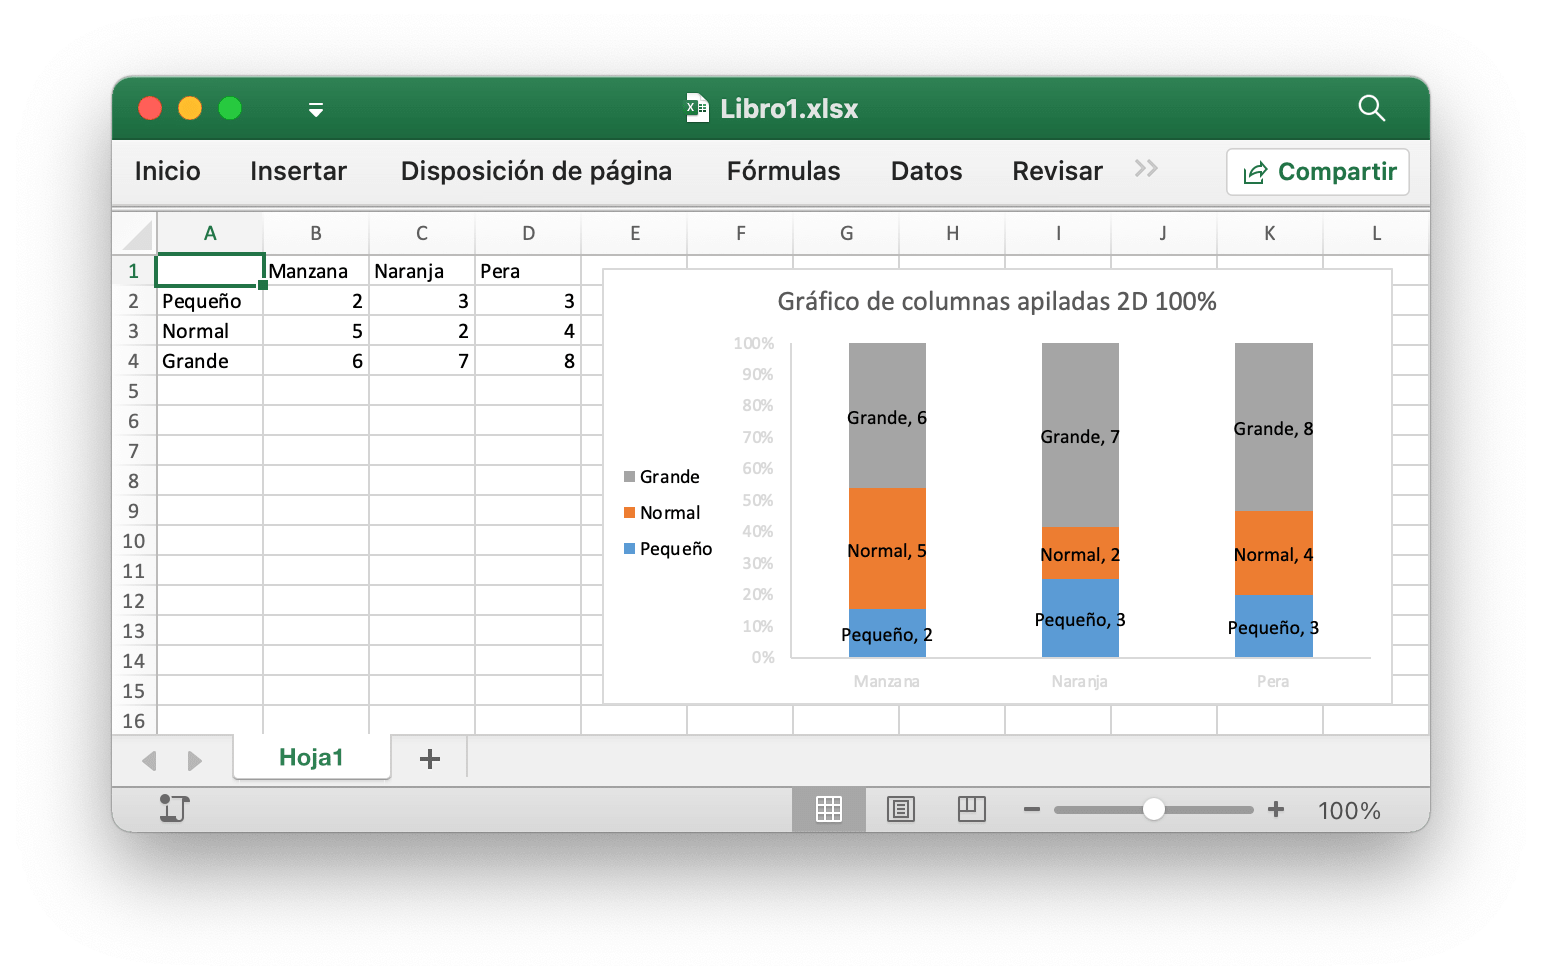 Libro1.xlsx
Inicio Insertar Disposición de página Fórmulas Datos Revisar Compartir
A B C D E F G H I J K L
1 Manzana Naranja Pera
2 Pequeño 2 3 3
3 Normal 5 2 4
4 Grande 6 7 8
5
6
7
8
9
10
11
12
13
14
15
16
Gráfico de columnas apiladas 2D 100%
100%
90%
80%
70%
60%
50%
40%
30%
20%
10%
0%
Grande
Normal
Pequeño
Grande, 6
Normal, 5
Pequeño, 2
Grande, 7
Normal, 2
Pequeño, 3
Grande, 8
Normal, 4
Pequeño, 3
Manzana Naranja Pera
Hoja1
100%